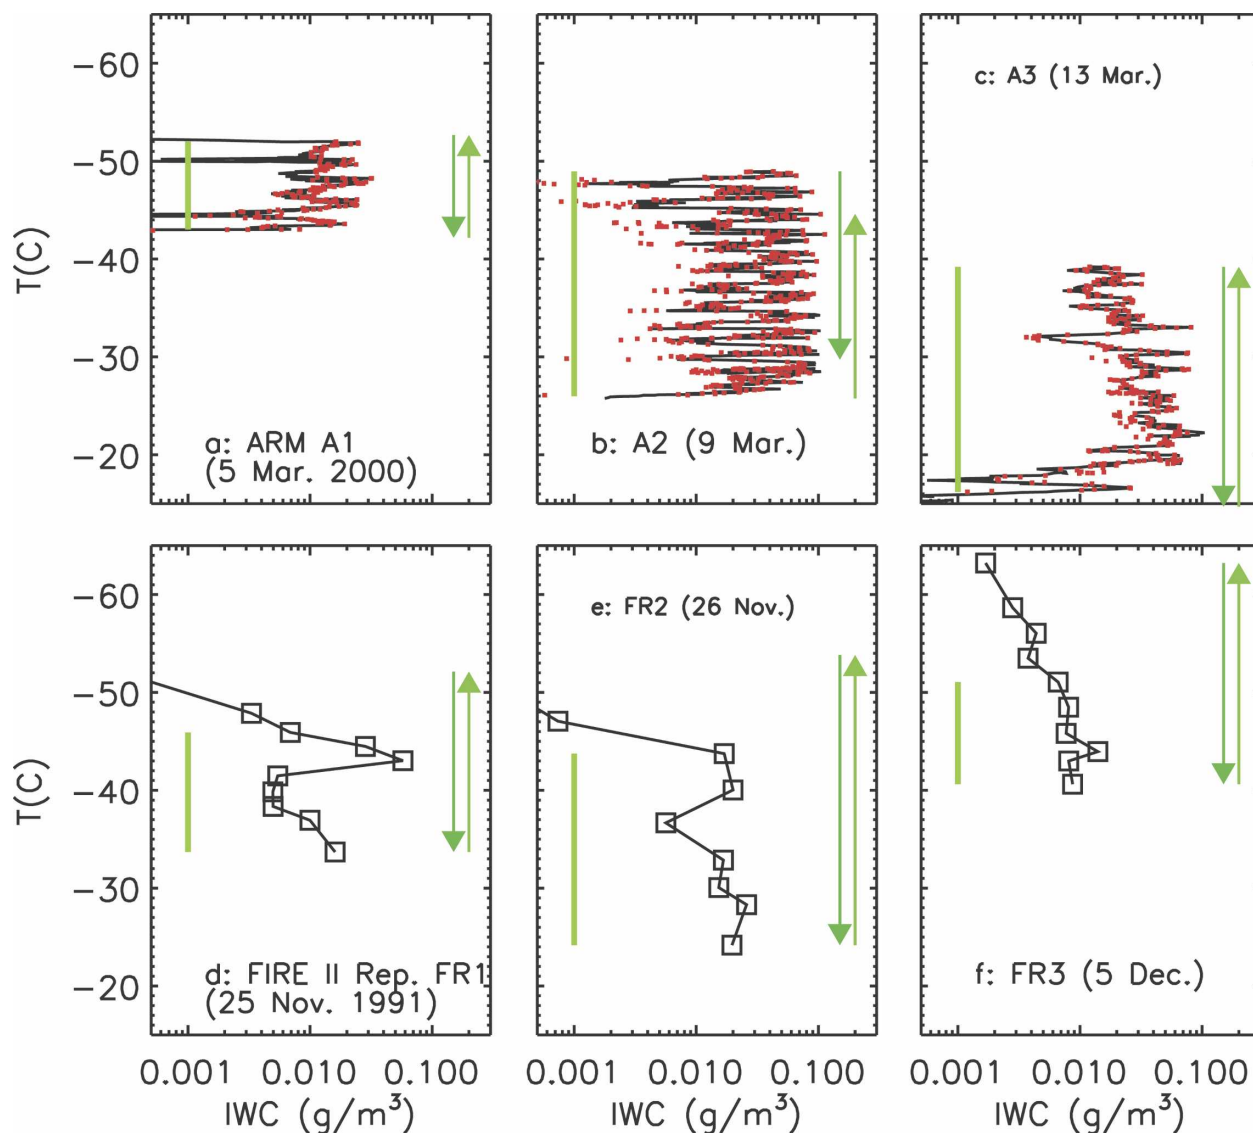 −60
−50
−40
−30
−20
T(C)
a: ARM A1
(5 Mar. 2000)
b: A2 (9 Mar.)
c: A3 (13 Mar.)
−60
−50
−40
−30
−20
T(C)
d: FIRE II Rep. FR1
(25 Nov. 1991)
e: FR2 (26 Nov.)
f: FR3 (5 Dec.)
0.001 0.010 0.100
0.001 0.010 0.100
0.001 0.010 0.100
IWC (g/m³)
IWC (g/m³)
IWC (g/m³)